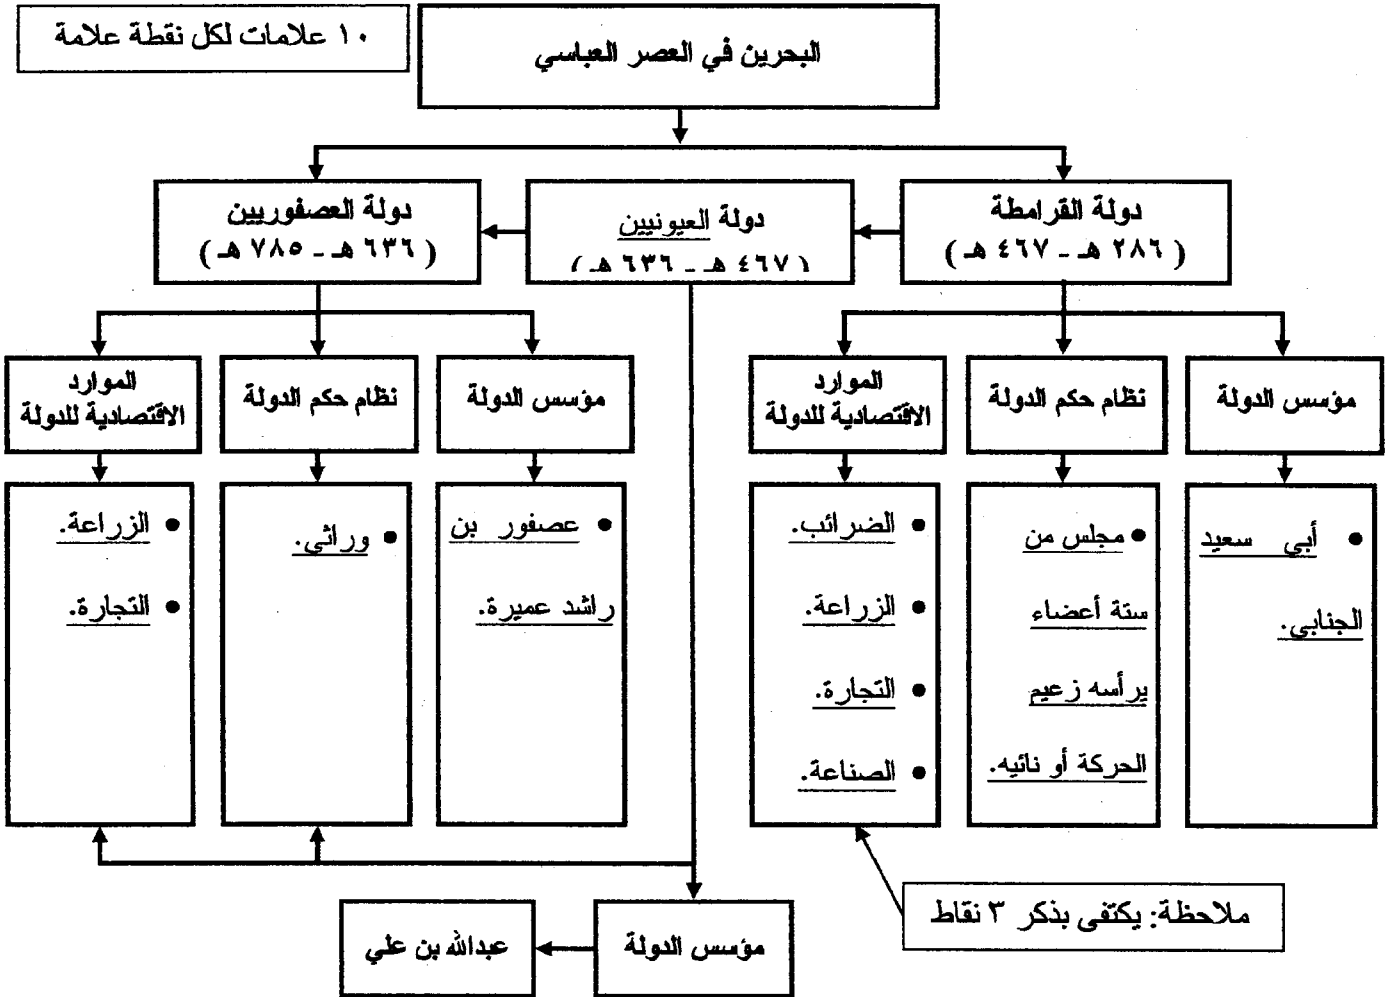 ١٠ علامات لكل نقطة علامة
البحرين في العصر العباسي
دولة القرامطة
( ٢٨٦ هـ - ٤٦٧ هـ )
دولة العيونيين
( ٤٦٧ هـ - ٦٣٦ هـ )
دولة العصفوريين
( ٦٣٦ هـ - ٧٨٥ هـ )
مؤسس الدولة
نظام حكم الدولة
الموارد
الاقتصادية للدولة
مؤسس الدولة
نظام حكم الدولة
الموارد
الاقتصادية للدولة
• أبي سعيد
الجنابي.
• مجلس من
ستة أعضاء
يرأسه زعيم
الحركة أو نائبه.
• الضرائب.
• الزراعة.
• التجارة.
• الصناعة.
• عصفور بن
راشد عميرة.
• وراثي.
• الزراعة.
• التجارة.
ملاحظة: يكتفى بذكر ٣ نقاط
مؤسس الدولة
عبدالله بن علي